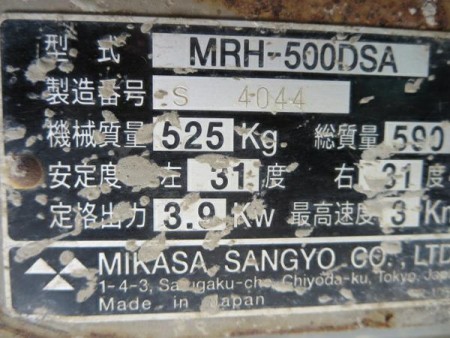 型式 MRH-500DSA
製造番号 S 4044
機械質量 525 Kg 総質量 590
安定度 左 31 度 右 31 度
定格出力 3.9 Kw 最高速度 3 Km
MIKASA SANGYO CO., LTD
1-4-3, Sarugaku-cho, Chiyoda-ku, Tokyo, Jap
Made in Japan